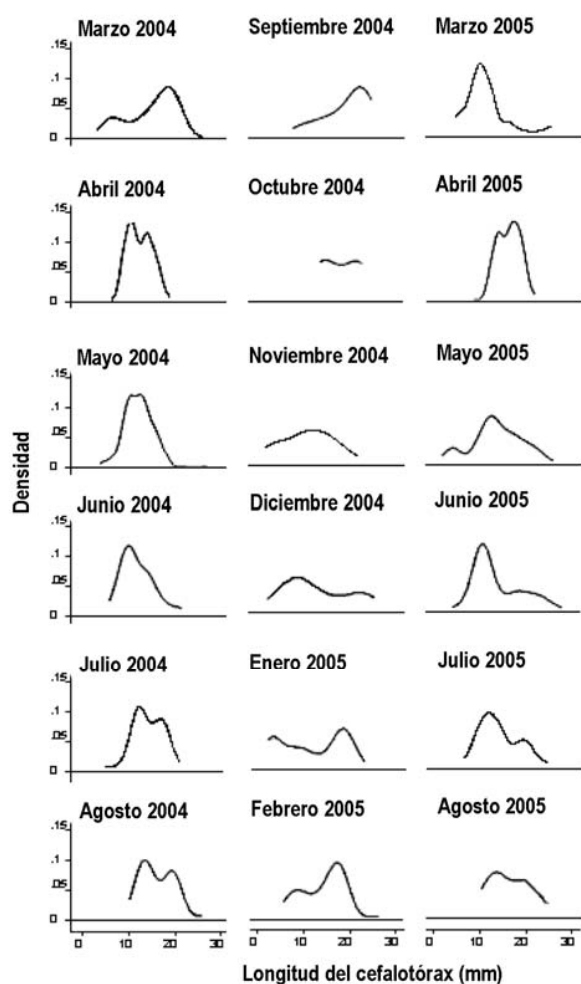 Marzo 2004 Septiembre 2004 Marzo 2005
.15
.1
.05
0
Abril 2004 Octubre 2004 Abril 2005
.15
.1
.05
0
Mayo 2004 Noviembre 2004 Mayo 2005
.15
.1
.05
0
Densidad
Junio 2004 Diciembre 2004 Junio 2005
.15
.1
.05
0
Julio 2004 Enero 2005 Julio 2005
.15
.1
.05
0
Agosto 2004 Febrero 2005 Agosto 2005
.15
.1
.05
0
0 10 20 30 0 10 20 30 0 10 20 30
Longitud del cefalotórax (mm)